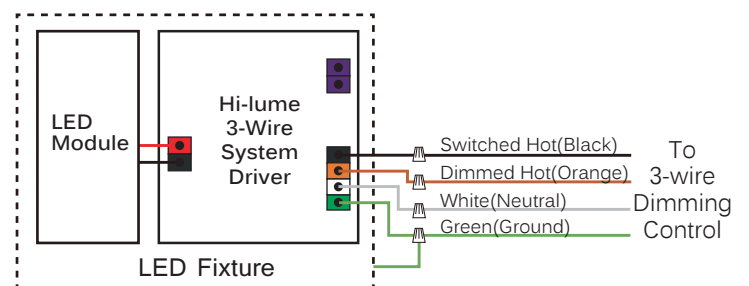 LED
Module
Hi-lume
3-Wire
System
Driver
Switched Hot(Black)
Dimmed Hot(Orange)
White(Neutral)
Green(Ground)
To
3-wire
Dimming
Control
LED Fixture